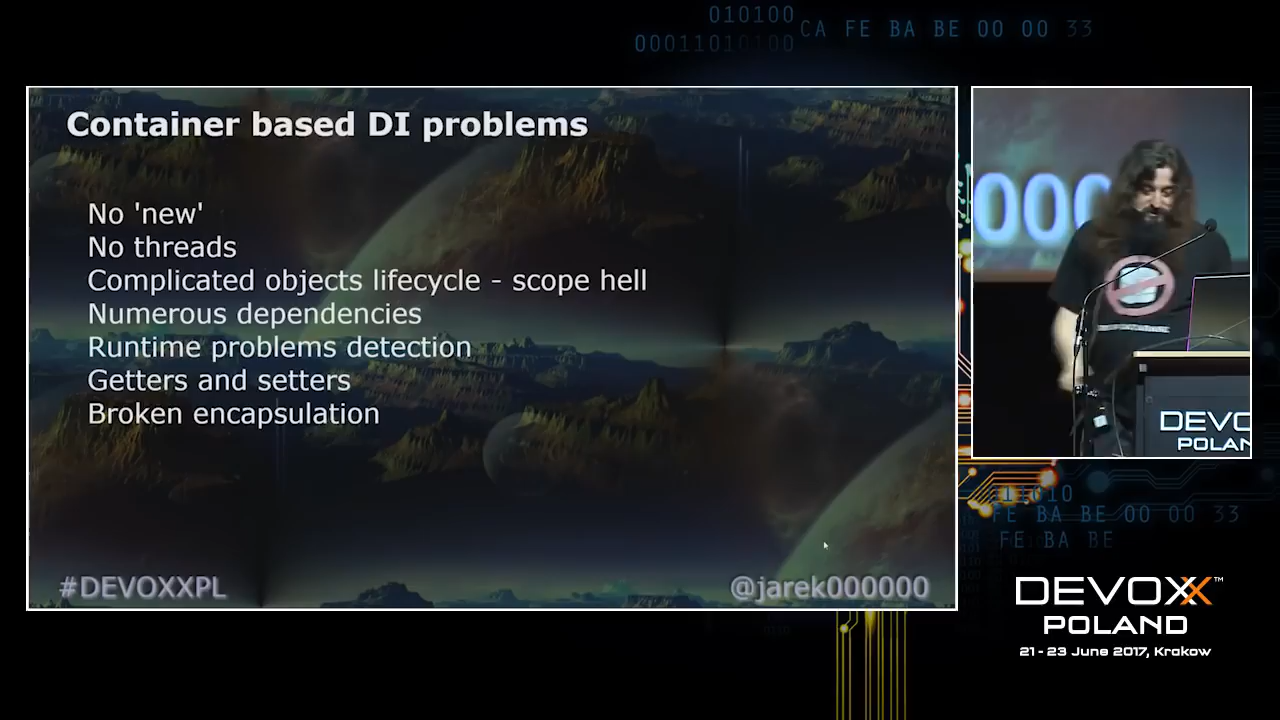 010100
00011010100
CA FE BA BE 00 00 33
Container based DI problems
No 'new'
No threads
Complicated objects lifecycle - scope hell
Numerous dependencies
Runtime problems detection
Getters and setters
Broken encapsulation
#DEVOXXPL
@jarek000000
000
DEVO
POLAN
FE BA BE 00 00 33
FE BA BE
DEVOXX™
POLAND
21 - 23 June 2017, Krakow